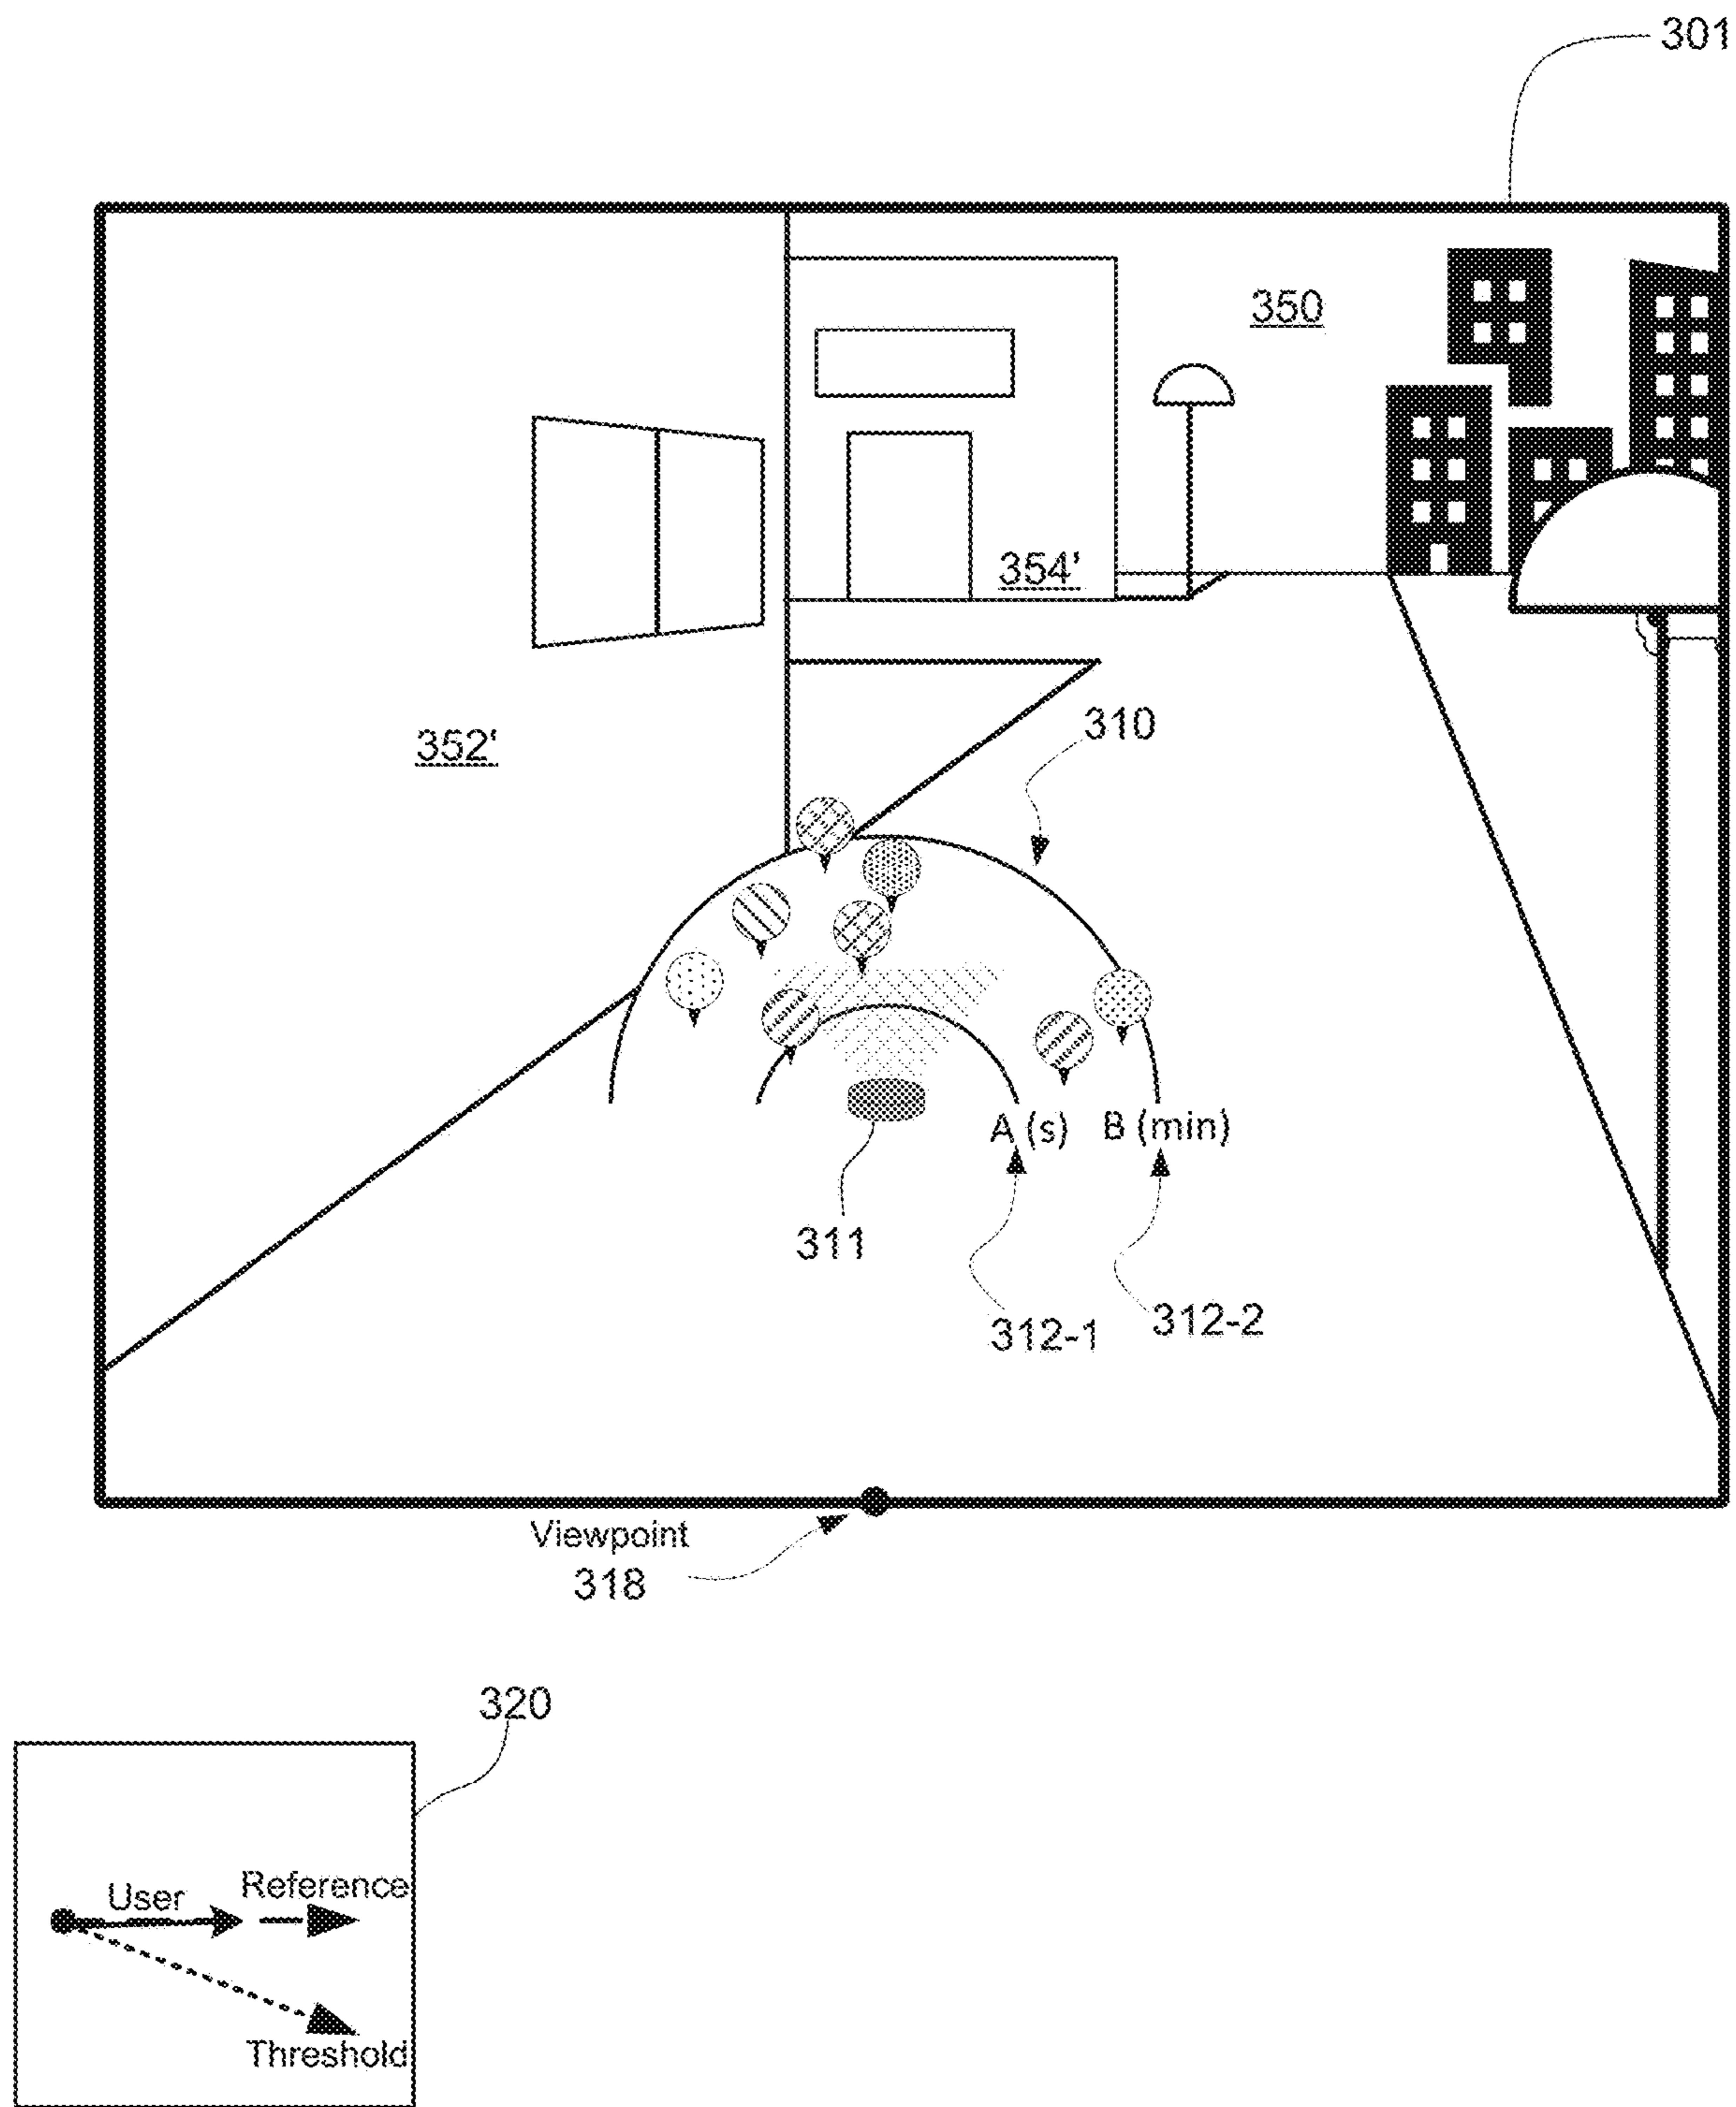 301
350
354'
352'
310
A (s) B (min)
311
312-1
312-2
Viewpoint
318
320
User
Reference
Threshold